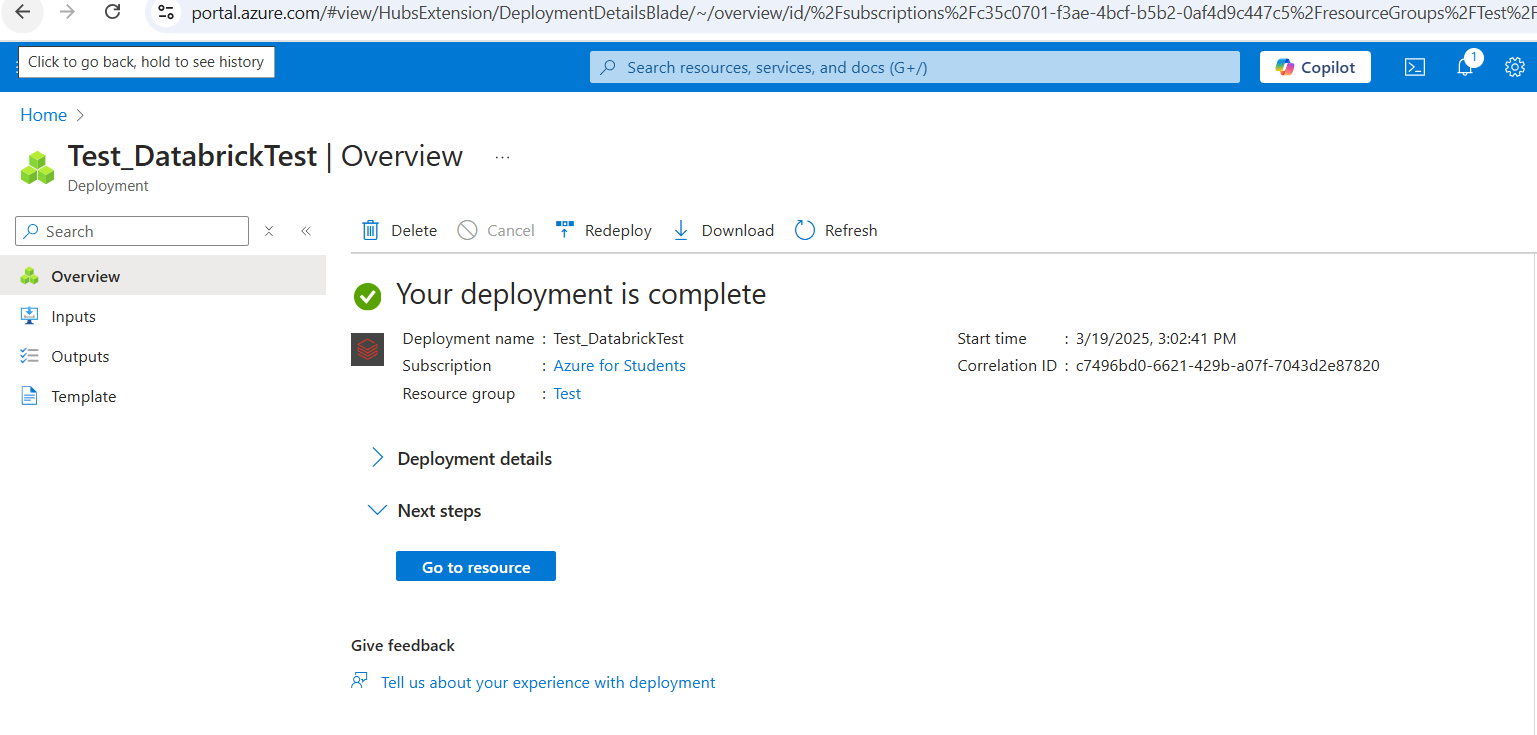 portal.azure.com/#view/HubsExtension/DeploymentDetailsBlade/~/overview/id/%2Fsubscriptions%2Fc35c0701-f3ae-4bcf-b5b2-0af4d9c447c5%2FresourceGroups%2FTest%2F
Click to go back, hold to see history
Search resources, services, and docs (G+/)
Copilot
1
Home
Test_DatabrickTest | Overview
...
Deployment
Search
Delete
Cancel
Redeploy
Download
Refresh
Overview
Inputs
Outputs
Template
Your deployment is complete
Deployment name : Test_DatabrickTest
Subscription : Azure for Students
Resource group : Test
Start time : 3/19/2025, 3:02:41 PM
Correlation ID : c7496bd0-6621-429b-a07f-7043d2e87820
Deployment details
Next steps
Go to resource
Give feedback
Tell us about your experience with deployment